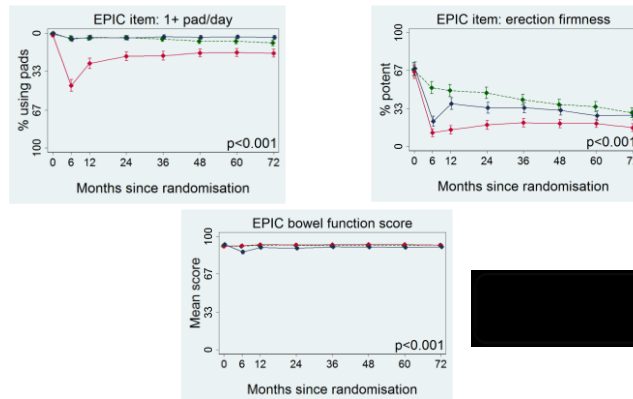 EPIC item: 1+ pad/day
% using pads
0
33
67
100
p<0.001
0 6 12 24 36 48 60 72
Months since randomisation
EPIC item: erection firmness
% potent
100
67
33
0
p<0.001
0 6 12 24 36 48 60 72
Months since randomisation
EPIC bowel function score
Mean score
100
67
33
0
p<0.001
0 6 12 24 36 48 60 72
Months since randomisation